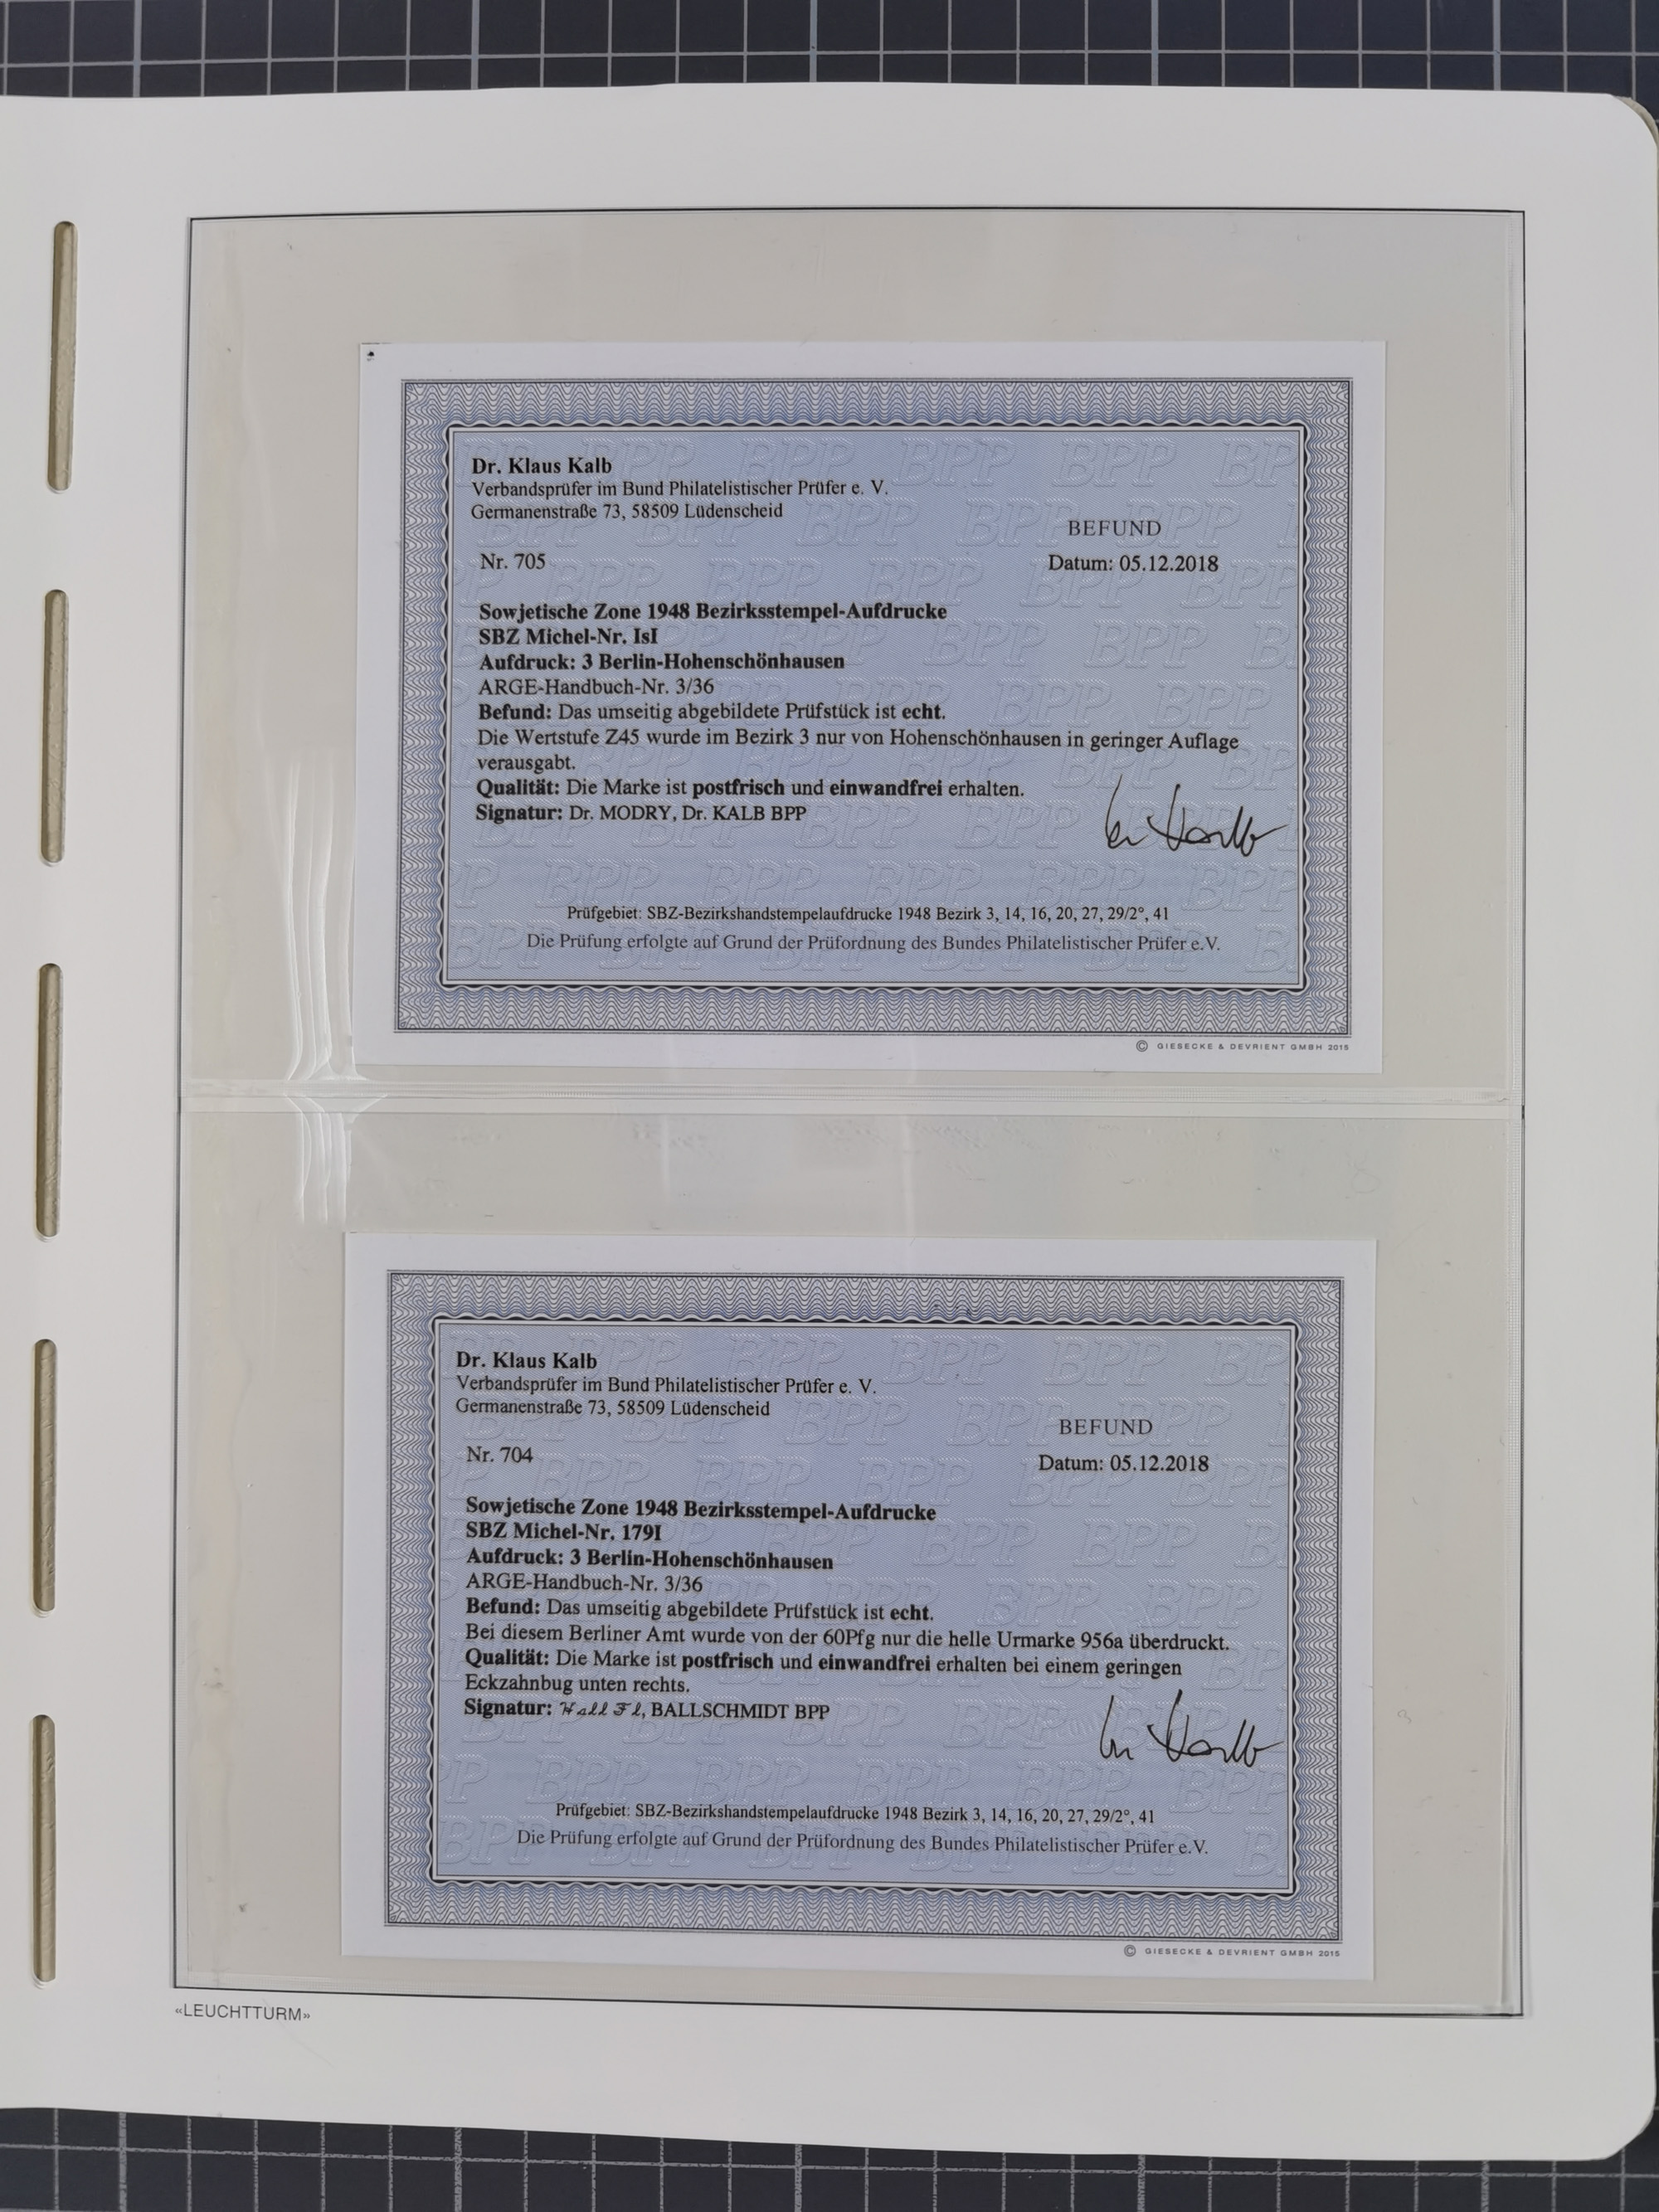 Dr. Klaus Kalb
Verbandsprüfer im Bund Philatelistischer Prüfer e. V.
Germanenstraße 73, 58509 Lüdenscheid
BEFUND
Nr. 705
Datum: 05.12.2018
Sowjetische Zone 1948 Bezirksstempel-Aufdrucke
SBZ Michel-Nr. IsI
Aufdruck: 3 Berlin-Hohenschönhausen
ARGE-Handbuch-Nr. 3/36
Befund: Das umseitig abgebildete Prüfstück ist echt.
Die Wertstufe Z45 wurde im Bezirk 3 nur von Hohenschönhausen in geringer Auflage
verausgabt.
Qualität: Die Marke ist postfrisch und einwandfrei erhalten.
Signatur: Dr. MODRY, Dr. KALB BPP
Prüfgebiet: SBZ-Bezirkshandstempelaufdrucke 1948 Bezirk 3, 14, 16, 20, 27, 29/2°, 41
Die Prüfung erfolgte auf Grund der Prüfordnung des Bundes Philatelistischer Prüfer e.V.
© GIESECKE & DEVRIENT GMBH 2015
Dr. Klaus Kalb
Verbandsprüfer im Bund Philatelistischer Prüfer e. V.
Germanenstraße 73, 58509 Lüdenscheid
BEFUND
Nr. 704
Datum: 05.12.2018
Sowjetische Zone 1948 Bezirksstempel-Aufdrucke
SBZ Michel-Nr. 179I
Aufdruck: 3 Berlin-Hohenschönhausen
ARGE-Handbuch-Nr. 3/36
Befund: Das umseitig abgebildete Prüfstück ist echt.
Bei diesem Berliner Amt wurde von der 60Pfg nur die helle Urmarke 956a überdruckt.
Qualität: Die Marke ist postfrisch und einwandfrei erhalten bei einem geringen
Eckzahnbug unten rechts.
Signatur: Hall Fl, BALLSCHMIDT BPP
Prüfgebiet: SBZ-Bezirkshandstempelaufdrucke 1948 Bezirk 3, 14, 16, 20, 27, 29/2°, 41
Die Prüfung erfolgte auf Grund der Prüfordnung des Bundes Philatelistischer Prüfer e.V.
© GIESECKE & DEVRIENT GMBH 2015
«LEUCHTTURM»